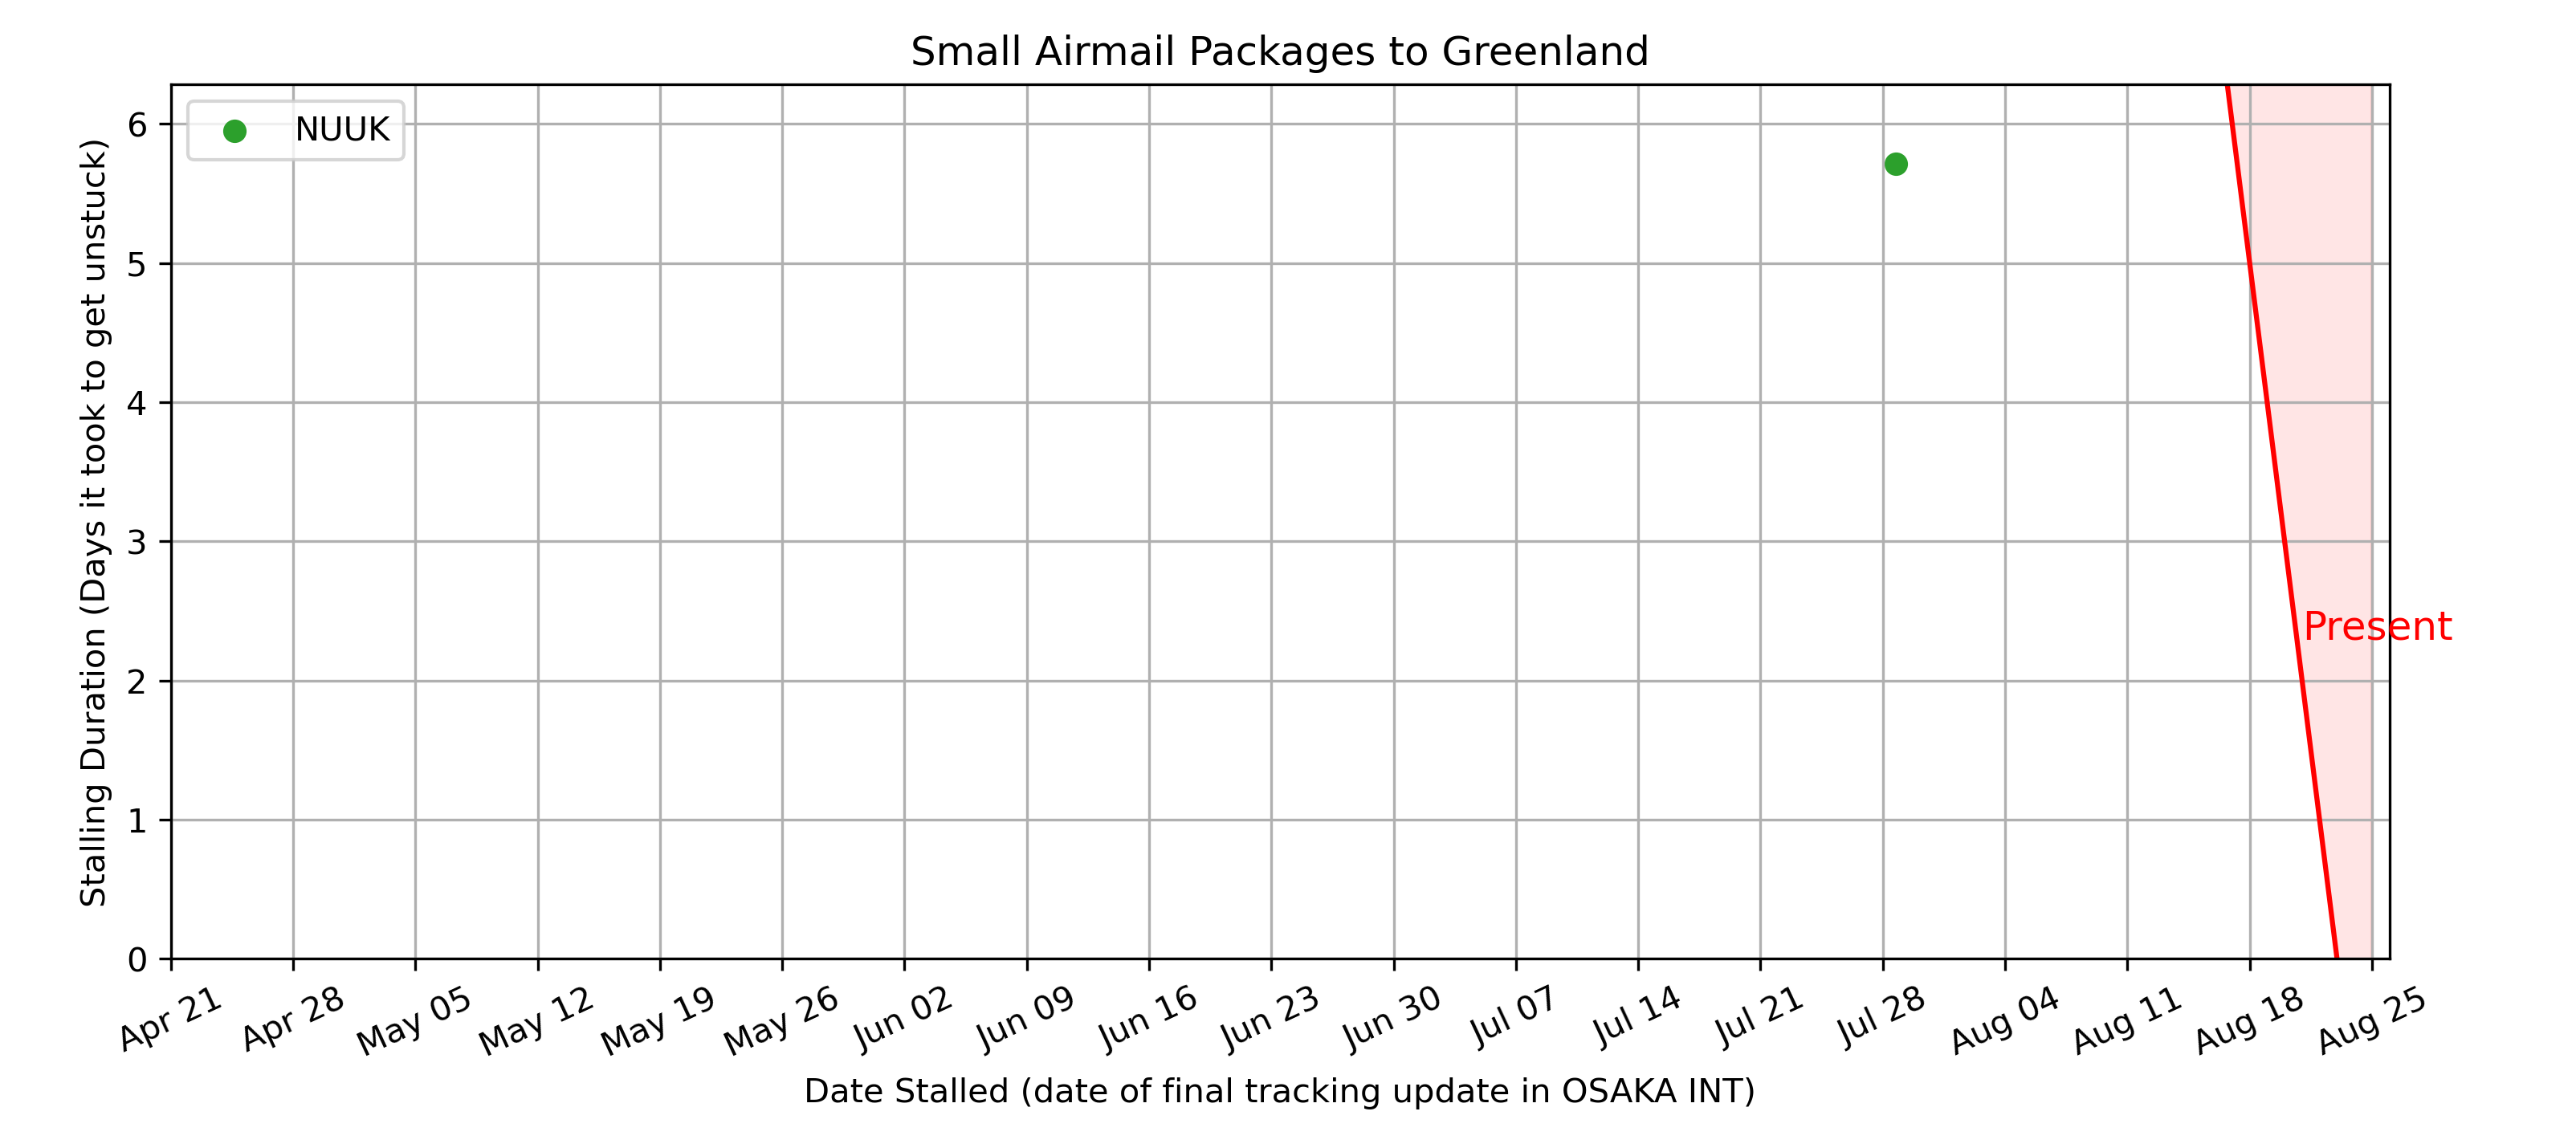 Small Airmail Packages to Greenland
NUUK
Stalling Duration (Days it took to get unstuck)
6
5
4
3
2
1
0
Present
Apr 21
Apr 28
May 05
May 12
May 19
May 26
Jun 02
Jun 09
Jun 16
Jun 23
Jun 30
Jul 07
Jul 14
Jul 21
Jul 28
Aug 04
Aug 11
Aug 18
Aug 25
Date Stalled (date of final tracking update in OSAKA INT)